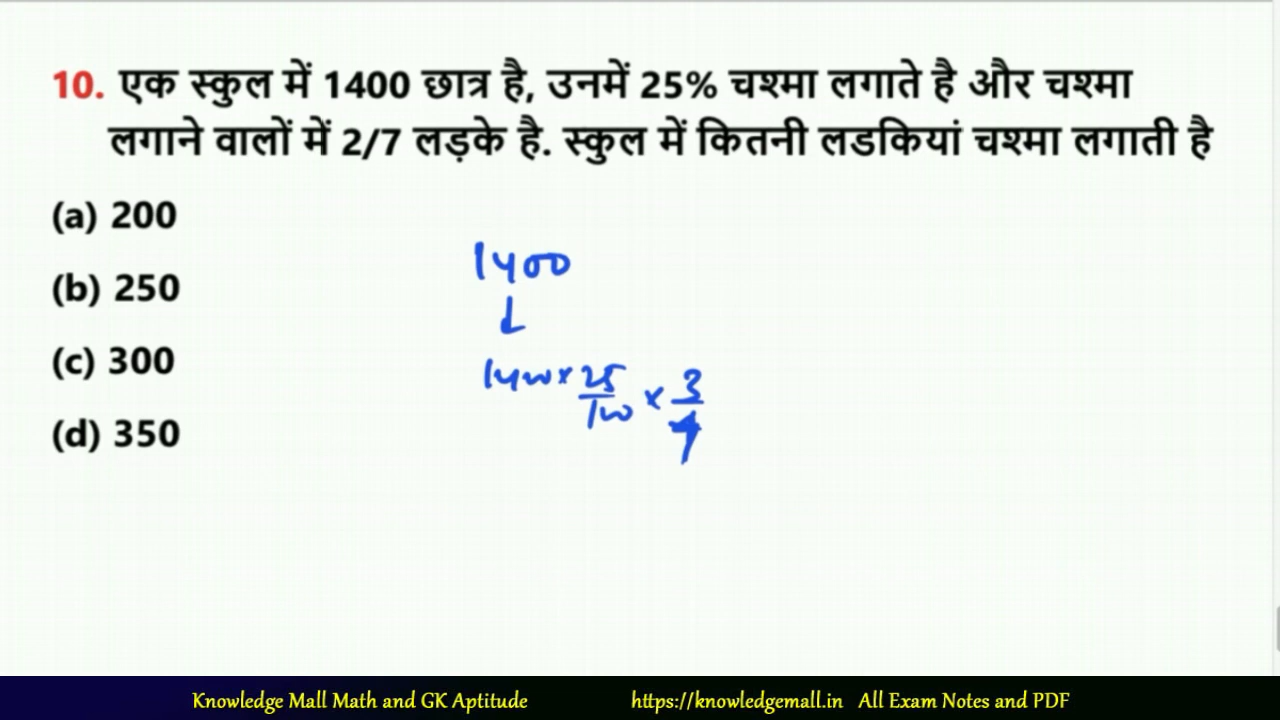 10. एक स्कुल में 1400 छात्र है, उनमें 25% चश्मा लगाते है और चश्मा
लगाने वालों में 2/7 लड़के है. स्कुल में कितनी लडकियां चश्मा लगाती है
(a) 200
(b) 250
(c) 300
(d) 350
1400
1400 × 25/100 × 3
Knowledge Mall Math and GK Aptitude
https://knowledgemall.in All Exam Notes and PDF